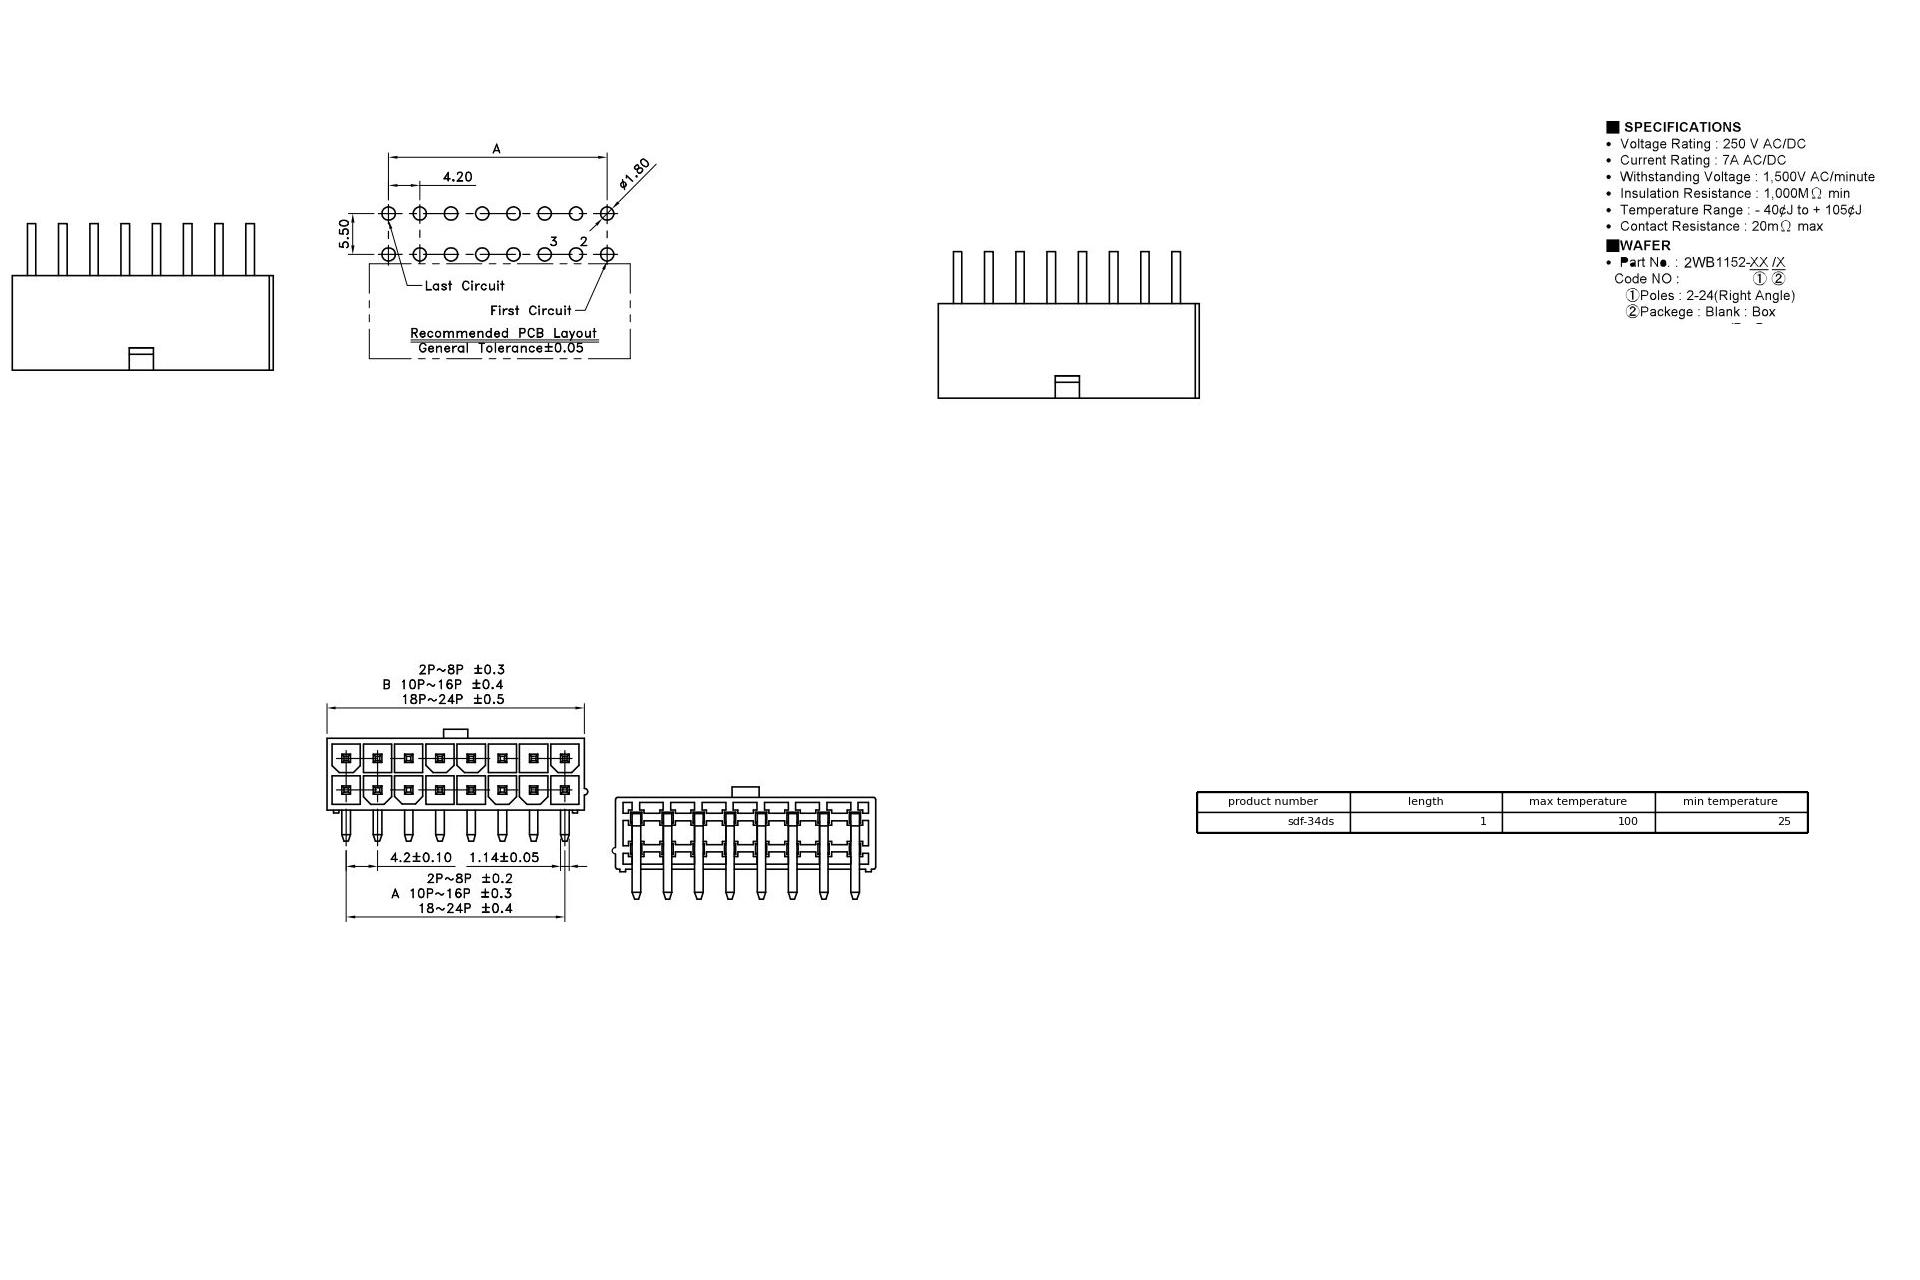 A
4.20
ø1.80
5.50
3 2
Last Circuit
First Circuit
Recommended PCB Layout
General Tolerance±0.05
■ SPECIFICATIONS
• Voltage Rating : 250 V AC/DC
• Current Rating : 7A AC/DC
• Withstanding Voltage : 1,500V AC/minute
• Insulation Resistance : 1,000MΩ min
• Temperature Range : - 40¢J to + 105¢J
• Contact Resistance : 20mΩ max
■WAFER
• Part No. : 2WB1152-XX /X
Code NO : ① ②
①Poles : 2-24(Right Angle)
②Packege : Blank : Box
2P~8P ±0.3
B 10P~16P ±0.4
18P~24P ±0.5
4.2±0.10 1.14±0.05
2P~8P ±0.2
A 10P~16P ±0.3
18~24P ±0.4
product number length max temperature min temperature
sdf-34ds 1 100 25